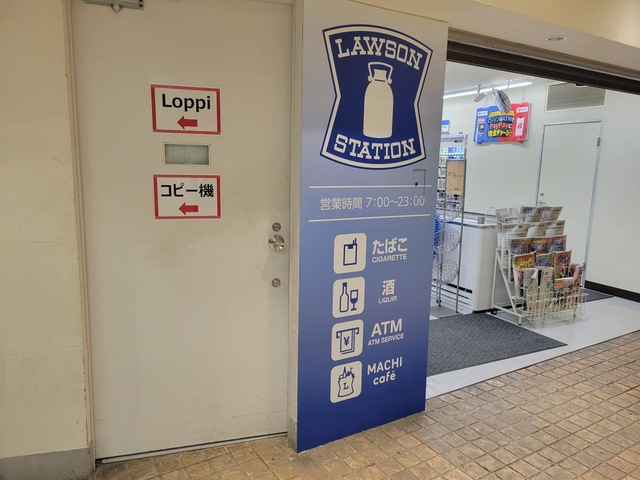 Loppi
コピー機
LAWSON
STATION
営業時間 7:00～23:00
たばこ
CIGARETTE
酒
LIQUIR
ATM
ATM SERVICE
MACHI
café
L